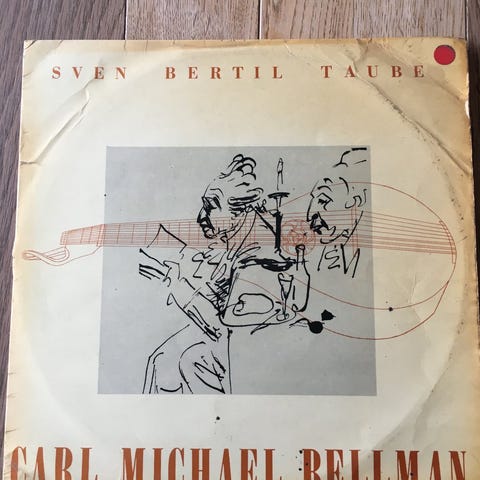 SVEN BERTIL TAUBE
CARL MICHAEL BELLMAN